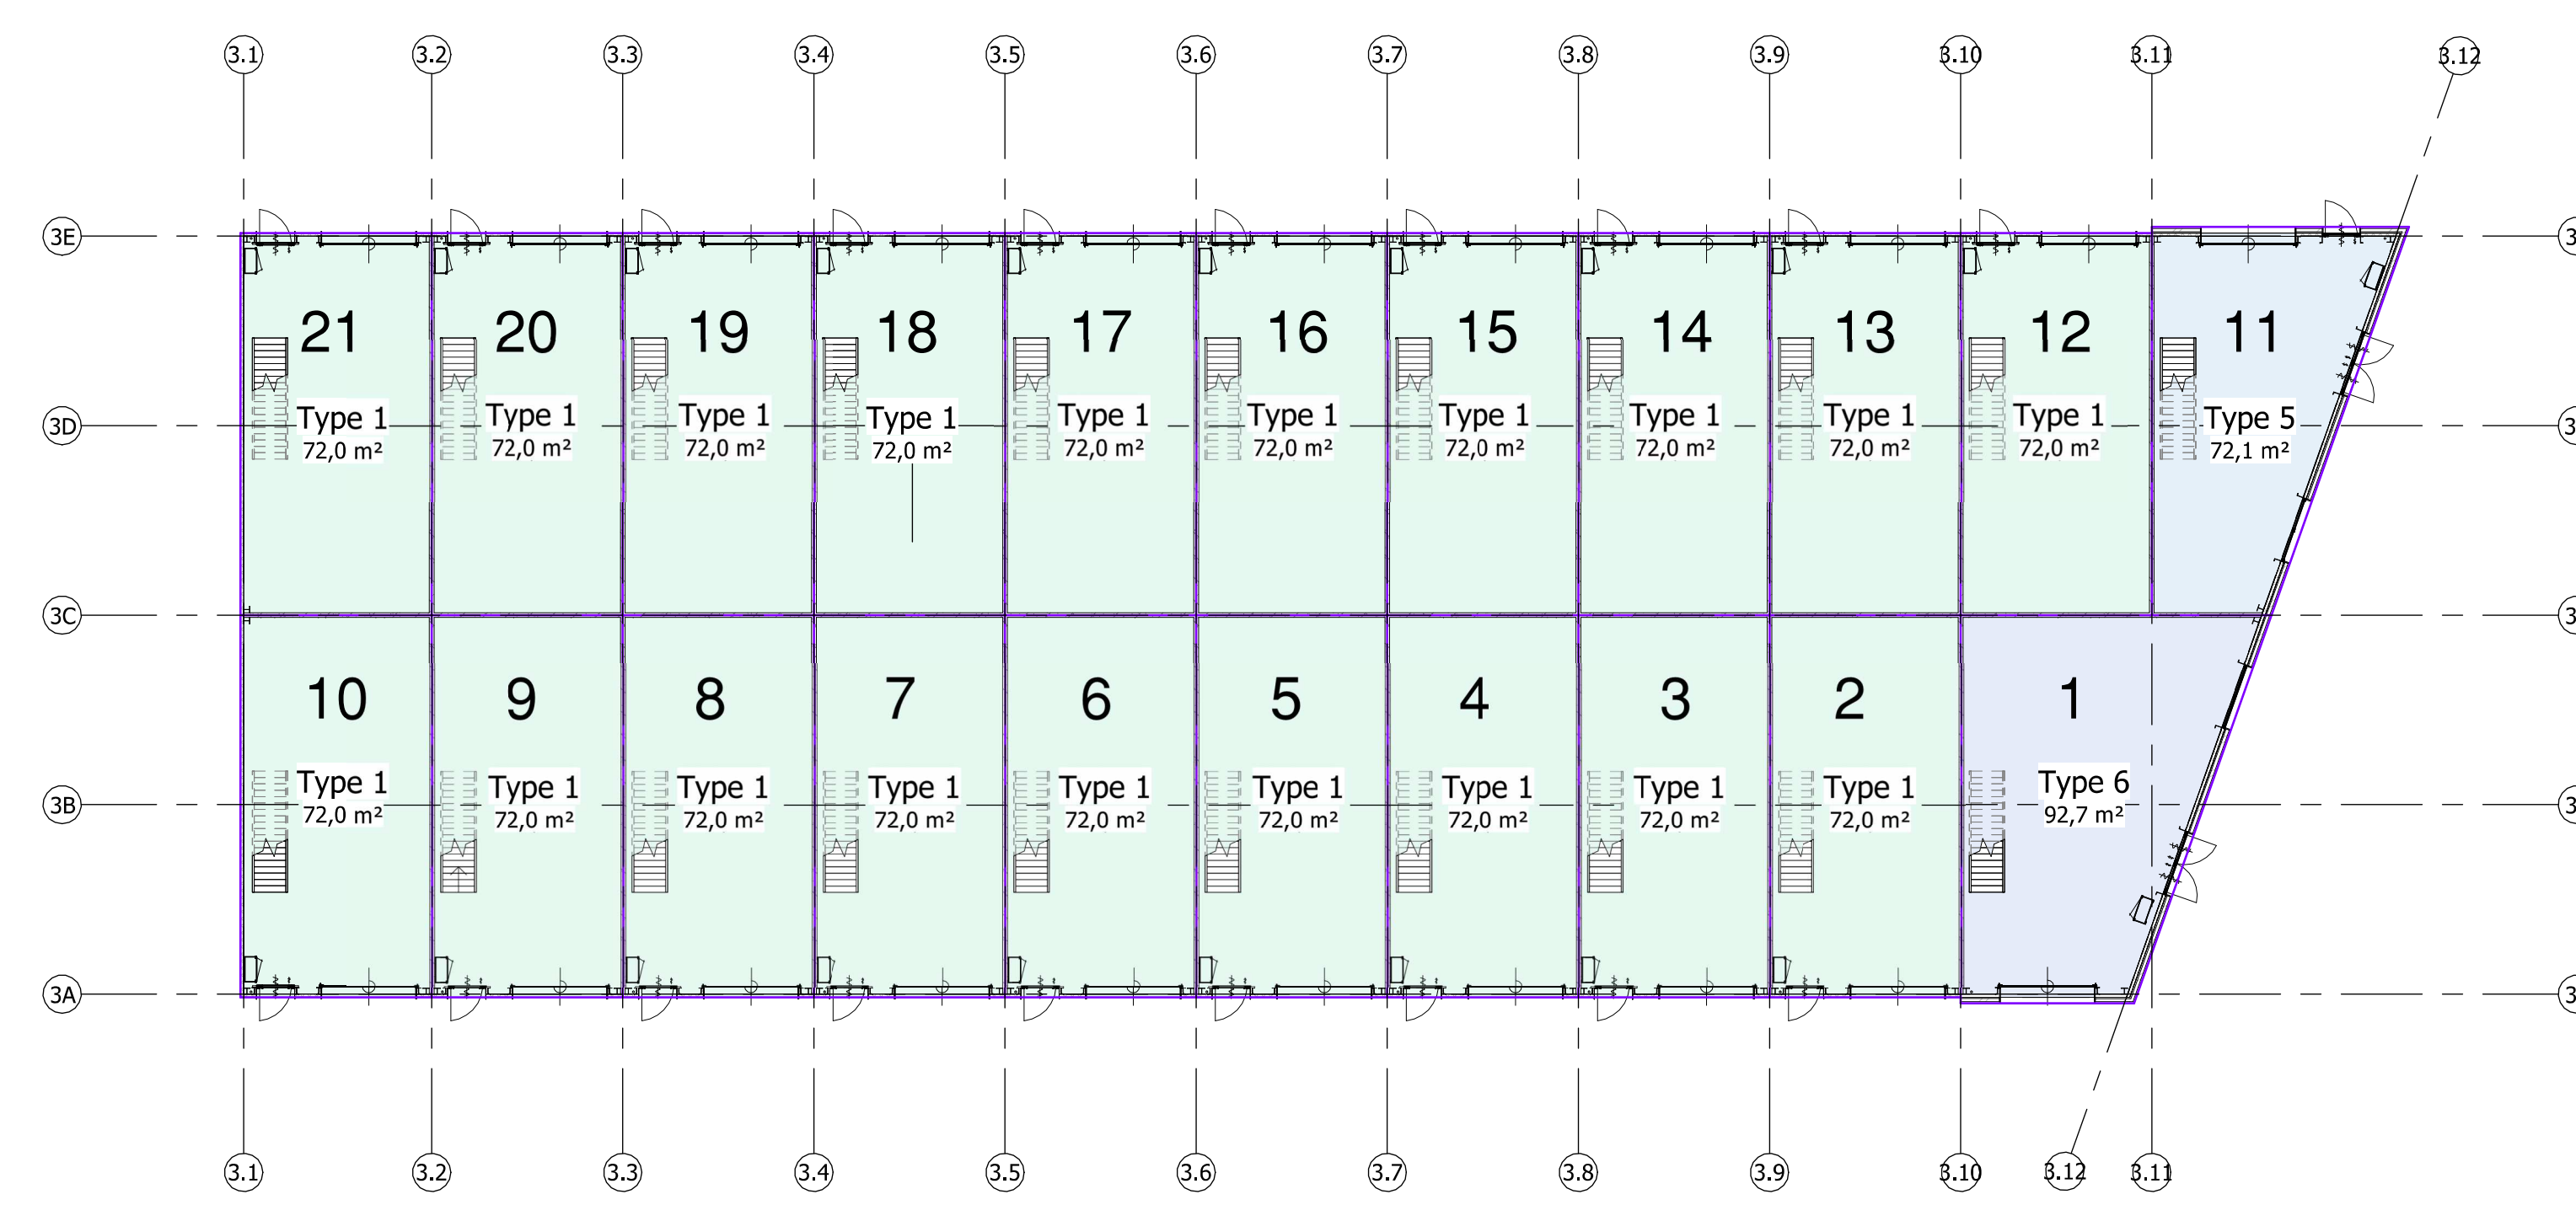 3.1 3.2 3.3 3.4 3.5 3.6 3.7 3.8 3.9 3.10 3.11 3.12
3E
21 20 19 18 17 16 15 14 13 12 11
3D
Type 1 Type 1 Type 1 Type 1 Type 1 Type 1 Type 1 Type 1 Type 1 Type 1 Type 5
72,0 m² 72,0 m² 72,0 m² 72,0 m² 72,0 m² 72,0 m² 72,0 m² 72,0 m² 72,0 m² 72,0 m² 72,1 m²
3C
10 9 8 7 6 5 4 3 2 1
Type 1 Type 1 Type 1 Type 1 Type 1 Type 1 Type 1 Type 1 Type 1 Type 6
3B
72,0 m² 72,0 m² 72,0 m² 72,0 m² 72,0 m² 72,0 m² 72,0 m² 72,0 m² 72,0 m² 92,7 m²
3A
3.1 3.2 3.3 3.4 3.5 3.6 3.7 3.8 3.9 3.10 3.12 3.11